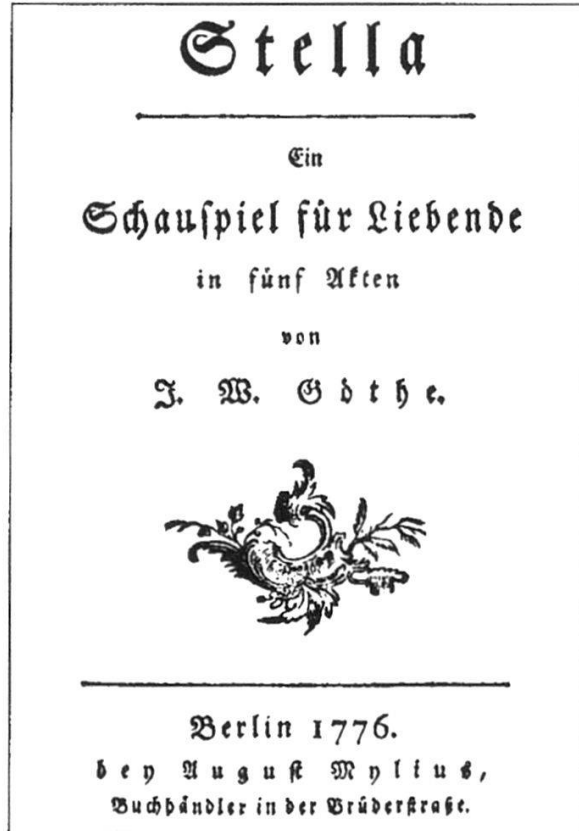 Stella
Ein
Schauſpiel für Liebende
in fünf Akten
von
J. W. Göthe.
Berlin 1776.
bey Auguſt Mylius,
Buchhändler in der Brüderſtraße.